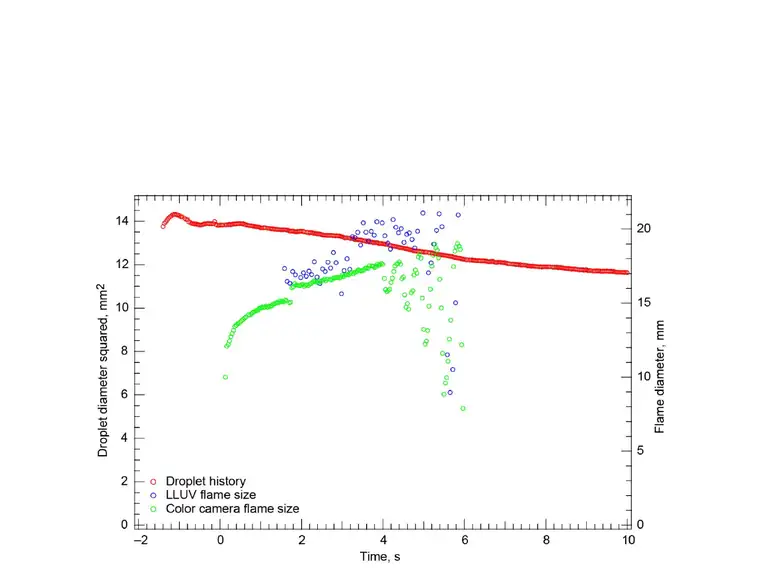 14
12
10
8
6
4
2
0
Droplet diameter squared, mm2
20
15
10
5
0
Flame diameter, mm
Droplet history
LLUV flame size
Color camera flame size
–2 0 2 4 6 8 10
Time, s